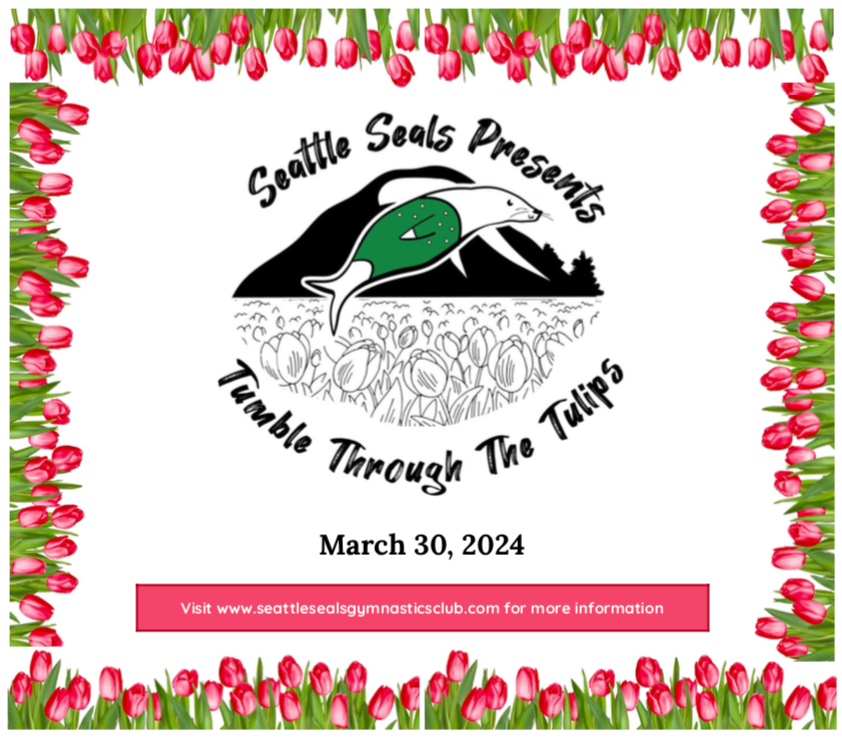 Seattle Seals Presents
Tumble Through The Tulips
March 30, 2024
Visit www.seattlesealsgymnasticsclub.com for more information